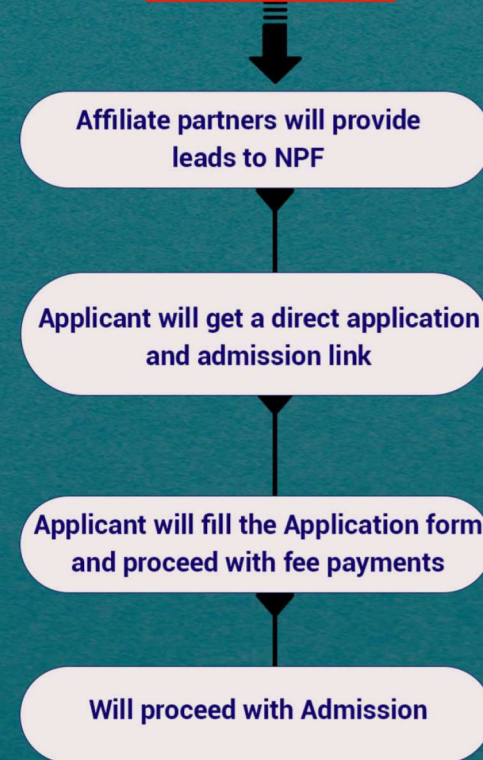 Affiliate partners will provide
leads to NPF
Applicant will get a direct application
and admission link
Applicant will fill the Application form
and proceed with fee payments
Will proceed with Admission